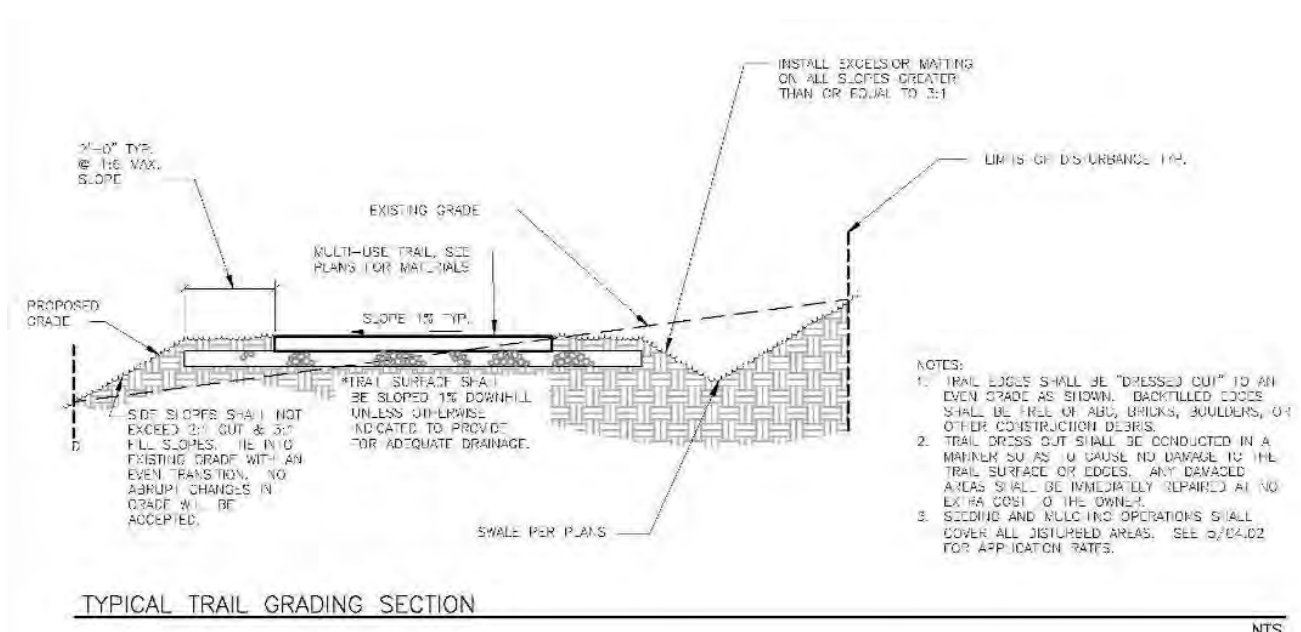 INSTALL EXCELSIOR MATTING
ON ALL SLOPES GREATER
THAN OR EQUAL TO 3:1
2'-0" TYP.
@ 1:6 MAX.
SLOPE
LIMITS OF DISTURBANCE TYP.
EXISTING GRADE
MULTI-USE TRAIL, SEE
PLANS FOR MATERIALS
PROPOSED
GRADE
SLOPE 1% TYP.
*TRAIL SURFACE SHALL
BE SLOPED 1% DOWNHILL
UNLESS OTHERWISE
INDICATED TO PROVIDE
FOR ADEQUATE DRAINAGE.
SIDE SLOPES SHALL NOT
EXCEED CUT & 3:1
FILL SLOPES. TIE INTO
EXISTING GRADE WITH AN
EVEN TRANSITION. NO
ABRUPT CHANGES IN
GRADE WILL BE
ACCEPTED.
SWALE PER PLANS
NOTES:
1. TRAIL EDGES SHALL BE "DRESSED OUT" TO AN
EVEN GRADE AS SHOWN. BACKFILLED EDGES
SHALL BE FREE OF ABC, BRICKS, BOULDERS, OR
OTHER CONSTRUCTION DEBRIS.
2. TRAIL DRESS OUT SHALL BE CONDUCTED IN A
MANNER SO AS TO CAUSE NO DAMAGE TO THE
TRAIL SURFACE OR EDGES. ANY DAMAGED
AREAS SHALL BE IMMEDIATELY REPAIRED AT NO
EXTRA COST TO THE OWNER.
3. SEEDING AND MULCHING OPERATIONS SHALL
COVER ALL DISTURBED AREAS. SEE
FOR APPLICATION RATES.
TYPICAL TRAIL GRADING SECTION
NTS